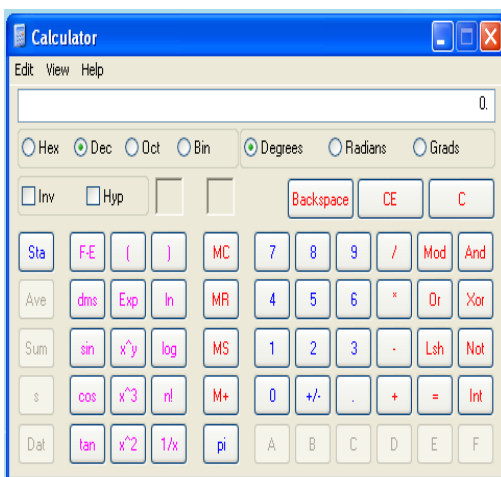 Calculator
Edit View Help
0.
Hex Dec Oct Bin Degrees Radians Grads
Inv Hyp Backspace CE C
Sta F-E ( ) MC 7 8 9 / Mod And
Ave dms Exp ln MR 4 5 6 * Or Xor
Sum sin x^y log MS 1 2 3 - Lsh Not
s cos x^3 n! M+ 0 +/- . + = Int
Dat tan x^2 1/x pi A B C D E F